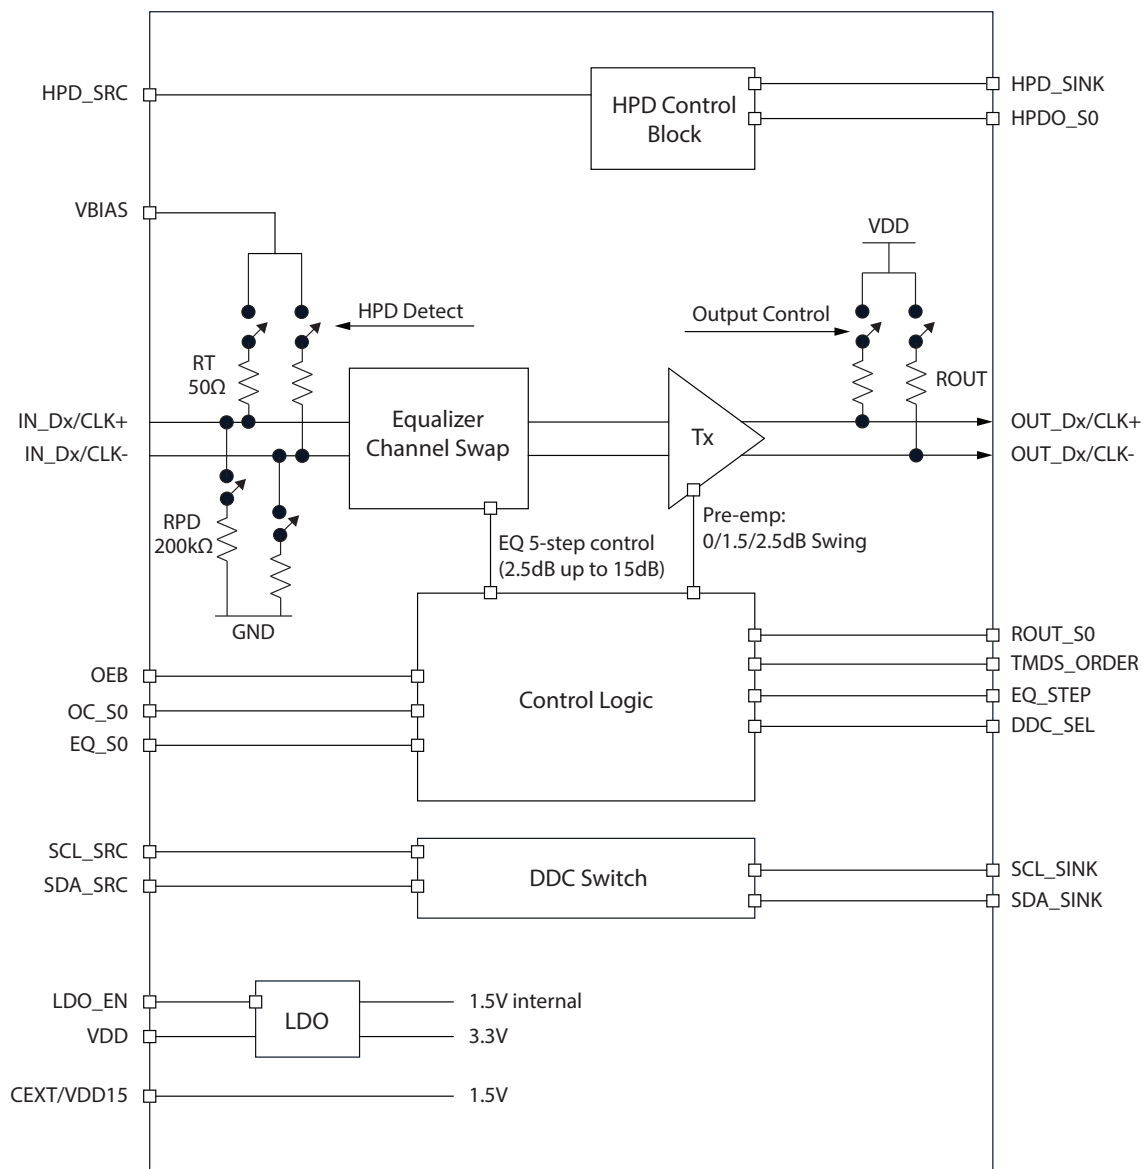 HPD_SRC
HPD Control
Block
HPD_SINK
HPDO_S0
VBIAS
VDD
HPD Detect
Output Control
RT
50Ω
ROUT
IN_Dx/CLK+
IN_Dx/CLK-
Equalizer
Channel Swap
Tx
OUT_Dx/CLK+
OUT_Dx/CLK-
RPD
200kΩ
EQ 5-step control
(2.5dB up to 15dB)
Pre-emp:
0/1.5/2.5dB Swing
GND
OEB
OC_S0
EQ_S0
Control Logic
ROUT_S0
TMDS_ORDER
EQ_STEP
DDC_SEL
SCL_SRC
SDA_SRC
DDC Switch
SCL_SINK
SDA_SINK
LDO_EN
VDD
LDO
1.5V internal
3.3V
CEXT/VDD15
1.5V